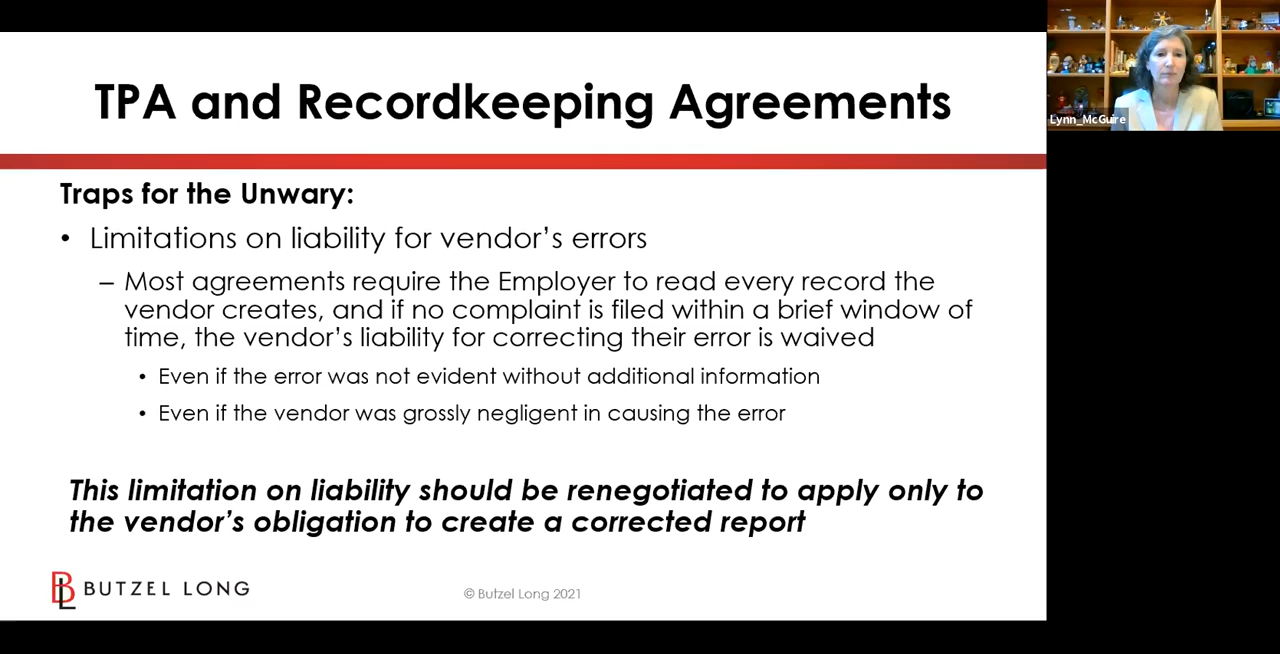 TPA and Recordkeeping Agreements
Lynn_McGuire
Traps for the Unwary:
• Limitations on liability for vendor’s errors
– Most agreements require the Employer to read every record the
vendor creates, and if no complaint is filed within a brief window of
time, the vendor’s liability for correcting their error is waived
• Even if the error was not evident without additional information
• Even if the vendor was grossly negligent in causing the error
This limitation on liability should be renegotiated to apply only to
the vendor’s obligation to create a corrected report
BL BUTZEL LONG
© Butzel Long 2021